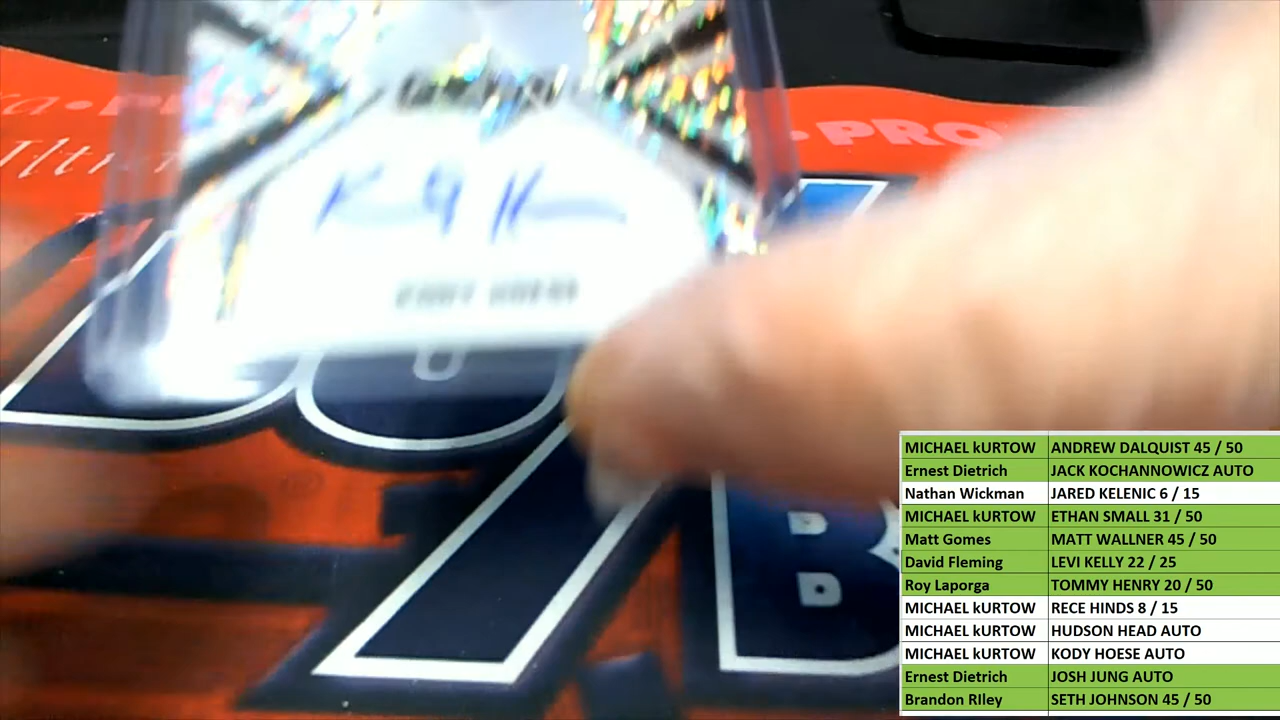 •PRO
KODY HOESE
MICHAEL kURTOW ANDREW DALQUIST 45 / 50
Ernest Dietrich JACK KOCHANNOWICZ AUTO
Nathan Wickman JARED KELENIC 6 / 15
MICHAEL kURTOW ETHAN SMALL 31 / 50
Matt Gomes MATT WALLNER 45 / 50
David Fleming LEVI KELLY 22 / 25
Roy Laporga TOMMY HENRY 20 / 50
MICHAEL kURTOW RECE HINDS 8 / 15
MICHAEL kURTOW HUDSON HEAD AUTO
MICHAEL kURTOW KODY HOESE AUTO
Ernest Dietrich JOSH JUNG AUTO
Brandon RIley SETH JOHNSON 45 / 50